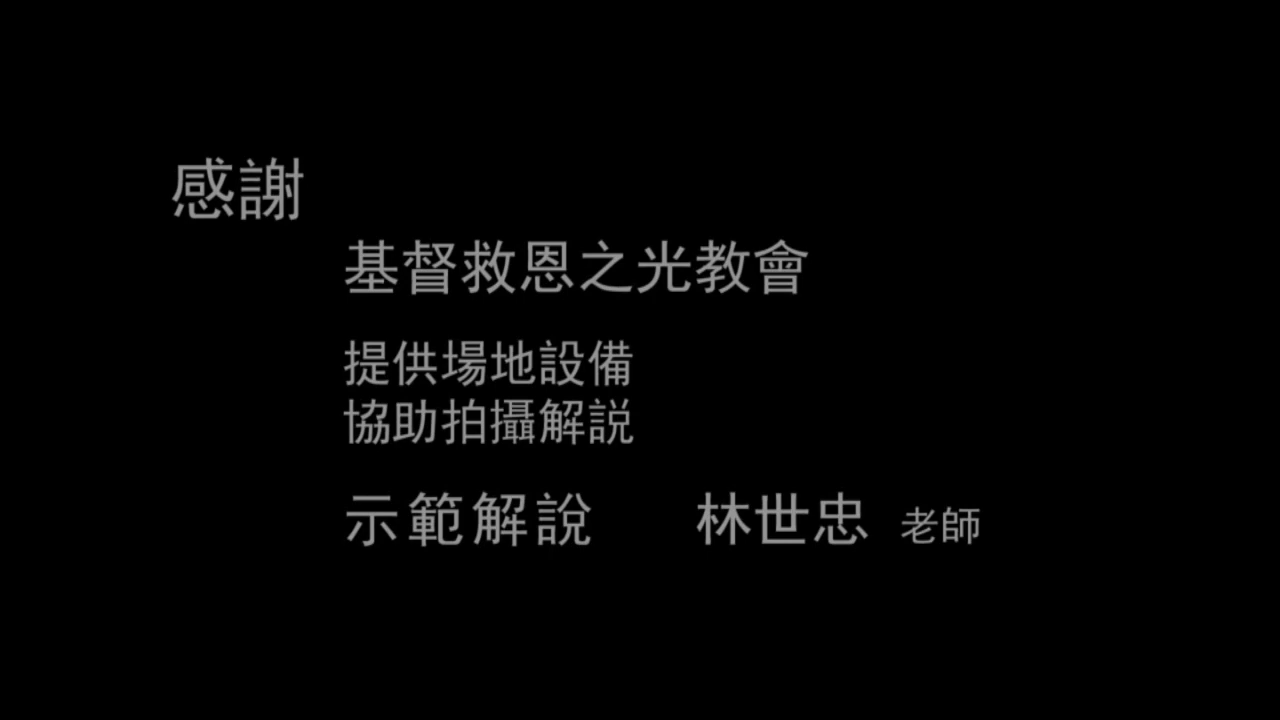 感謝
基督救恩之光教會
提供場地設備
協助拍攝解説
示範解說 林世忠 老師